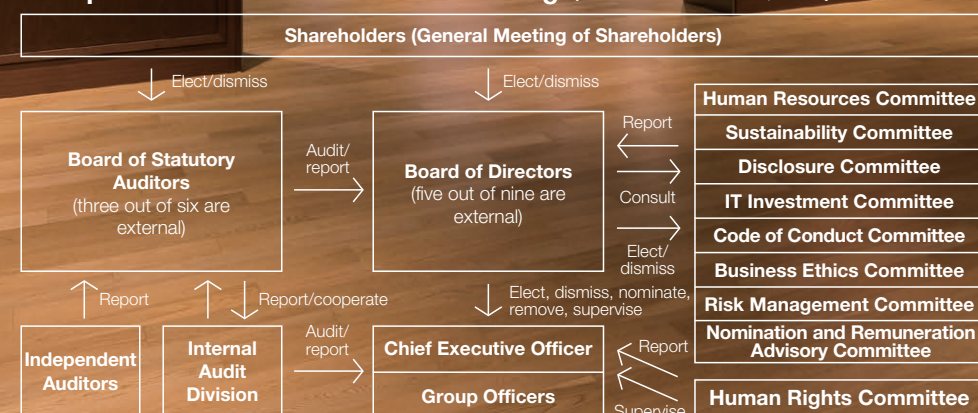 Shareholders (General Meeting of Shareholders)
Elect/dismiss
Elect/dismiss
Board of Statutory
Auditors
(three out of six are
external)
Audit/
report
Board of Directors
(five out of nine are
external)
Report
Consult
Elect/
dismiss
Human Resources Committee
Sustainability Committee
Disclosure Committee
IT Investment Committee
Code of Conduct Committee
Business Ethics Committee
Risk Management Committee
Nomination and Remuneration
Advisory Committee
Report
Report/cooperate
Elect, dismiss, nominate,
remove, supervise
Independent
Auditors
Internal
Audit
Division
Audit/
report
Chief Executive Officer
Group Officers
Report
Supervise
Human Rights Committee